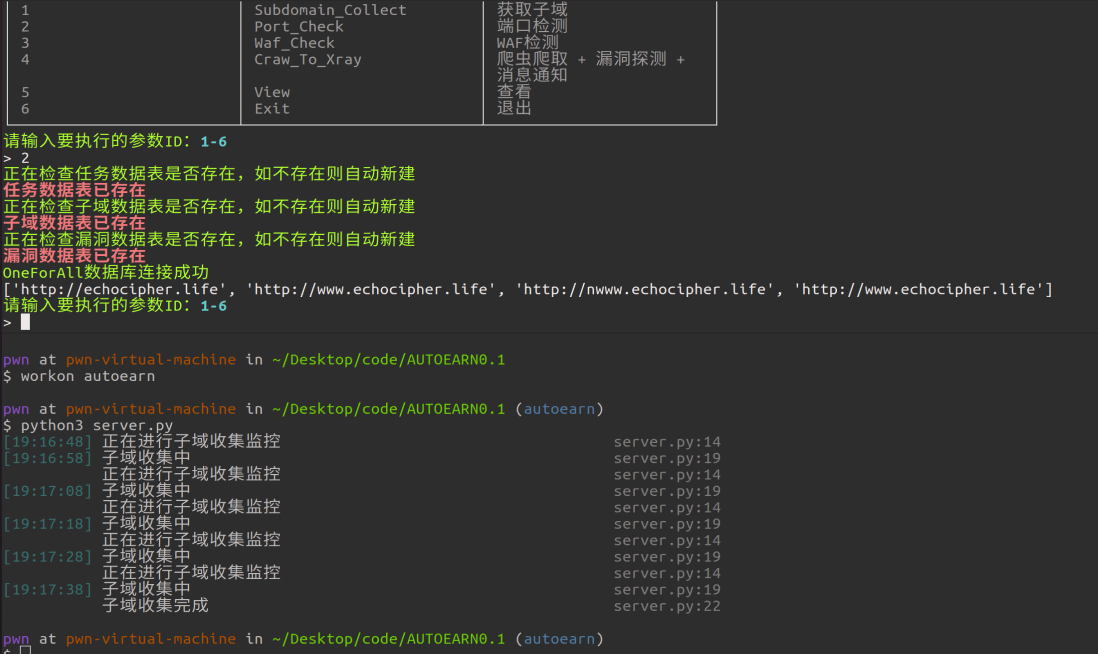 1 Subdomain_Collect 获取子域
2 Port_Check 端口检测
3 Waf_Check WAF检测
4 Craw_To_Xray 爬虫爬取 + 漏洞探测 +
消息通知
5 View 查看
6 Exit 退出
请输入要执行的参数ID：1-6
> 2
正在检查任务数据表是否存在，如不存在则自动新建
任务数据表已存在
正在检查子域数据表是否存在，如不存在则自动新建
子域数据表已存在
正在检查漏洞数据表是否存在，如不存在则自动新建
漏洞数据表已存在
OneForAll数据库连接成功
['http://echocipher.life', 'http://www.echocipher.life', 'http://nwww.echocipher.life', 'http://www.echocipher.life']
请输入要执行的参数ID：1-6
>
pwn at pwn-virtual-machine in ~/Desktop/code/AUTOEARN0.1
$ workon autoearn
pwn at pwn-virtual-machine in ~/Desktop/code/AUTOEARN0.1 (autoearn)
$ python3 server.py
[19:16:48] 正在进行子域收集监控 server.py:14
[19:16:58] 子域收集中 server.py:19
正在进行子域收集监控 server.py:14
[19:17:08] 子域收集中 server.py:19
正在进行子域收集监控 server.py:14
[19:17:18] 子域收集中 server.py:19
正在进行子域收集监控 server.py:14
[19:17:28] 子域收集中 server.py:19
正在进行子域收集监控 server.py:14
[19:17:38] 子域收集中 server.py:19
子域收集完成 server.py:22
pwn at pwn-virtual-machine in ~/Desktop/code/AUTOEARN0.1 (autoearn)
$